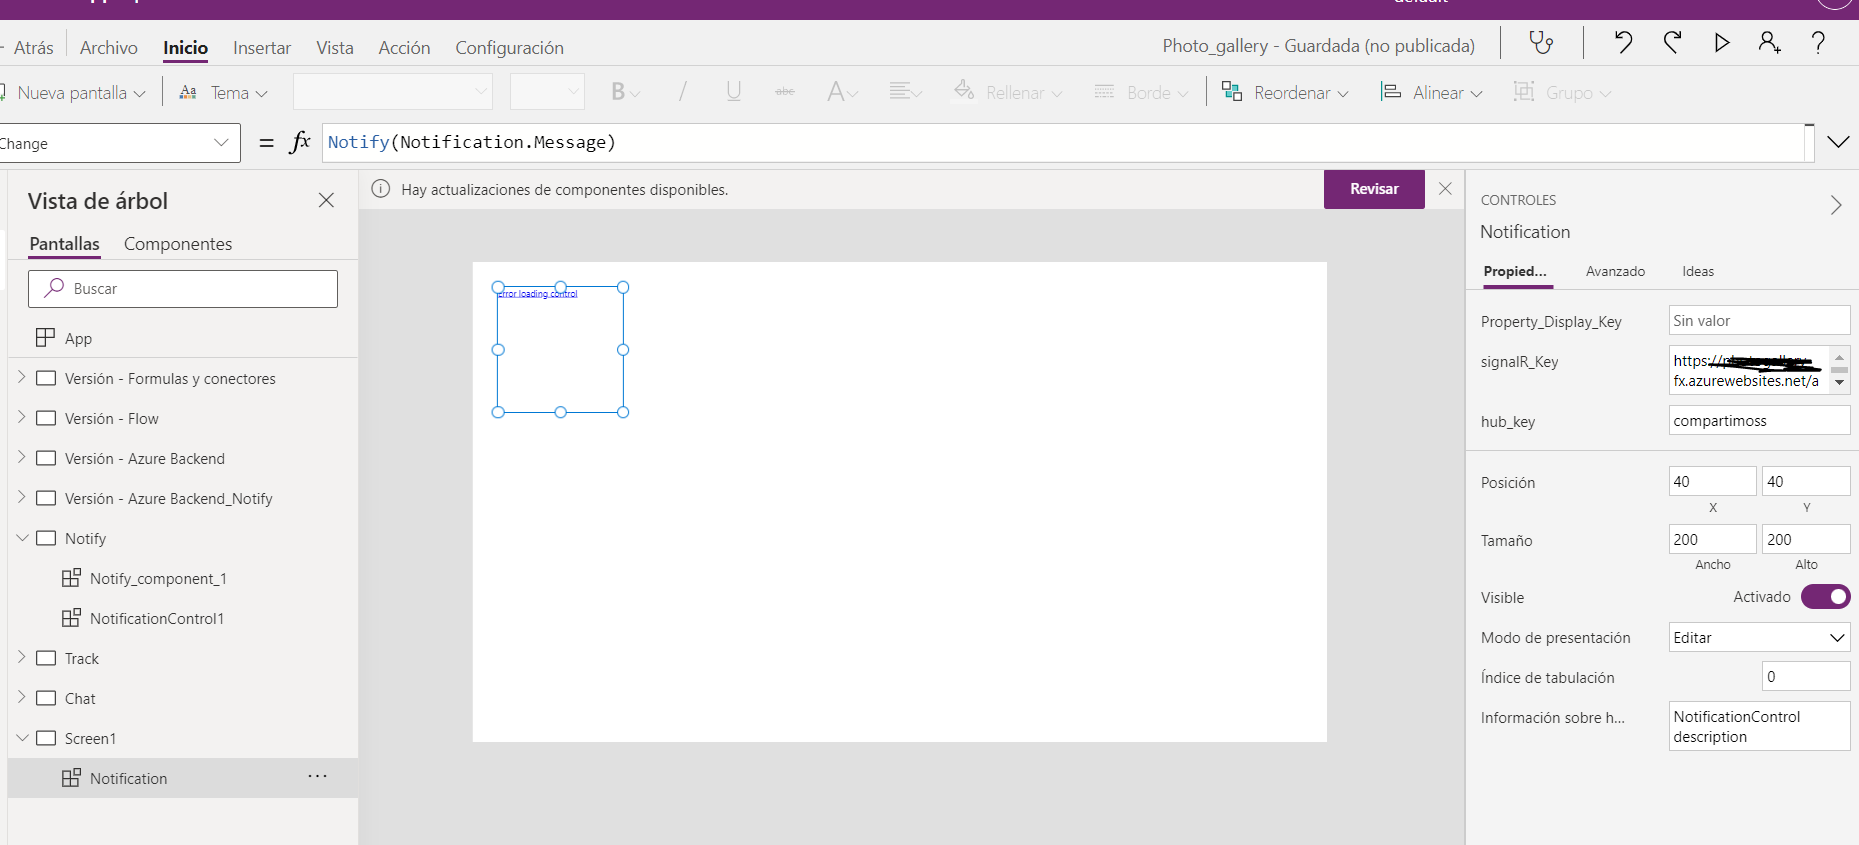 Atrás Archivo Inicio Insertar Vista Acción Configuración Photo_gallery - Guardada (no publicada)
Nueva pantalla Aa Tema B / U abc A Rellenar Borde Reordenar Alinear Grupo
Change = fx Notify(Notification.Message)
Vista de árbol
Hay actualizaciones de componentes disponibles. Revisar
Pantallas Componentes
Buscar
App
Versión - Formulas y conectores
Versión - Flow
Versión - Azure Backend
Versión - Azure Backend_Notify
Notify
Notify_component_1
NotificationControl1
Track
Chat
Screen1
Notification ...
Error loading control
CONTROLES
Notification
Propied... Avanzado Ideas
Property_Display_Key Sin valor
signalR_Key https://
fx.azurewebsites.net/a
hub_key compartimoss
Posición 40 40
X Y
Tamaño 200 200
Ancho Alto
Visible Activado
Modo de presentación Editar
Índice de tabulación 0
Información sobre h... NotificationControl
description